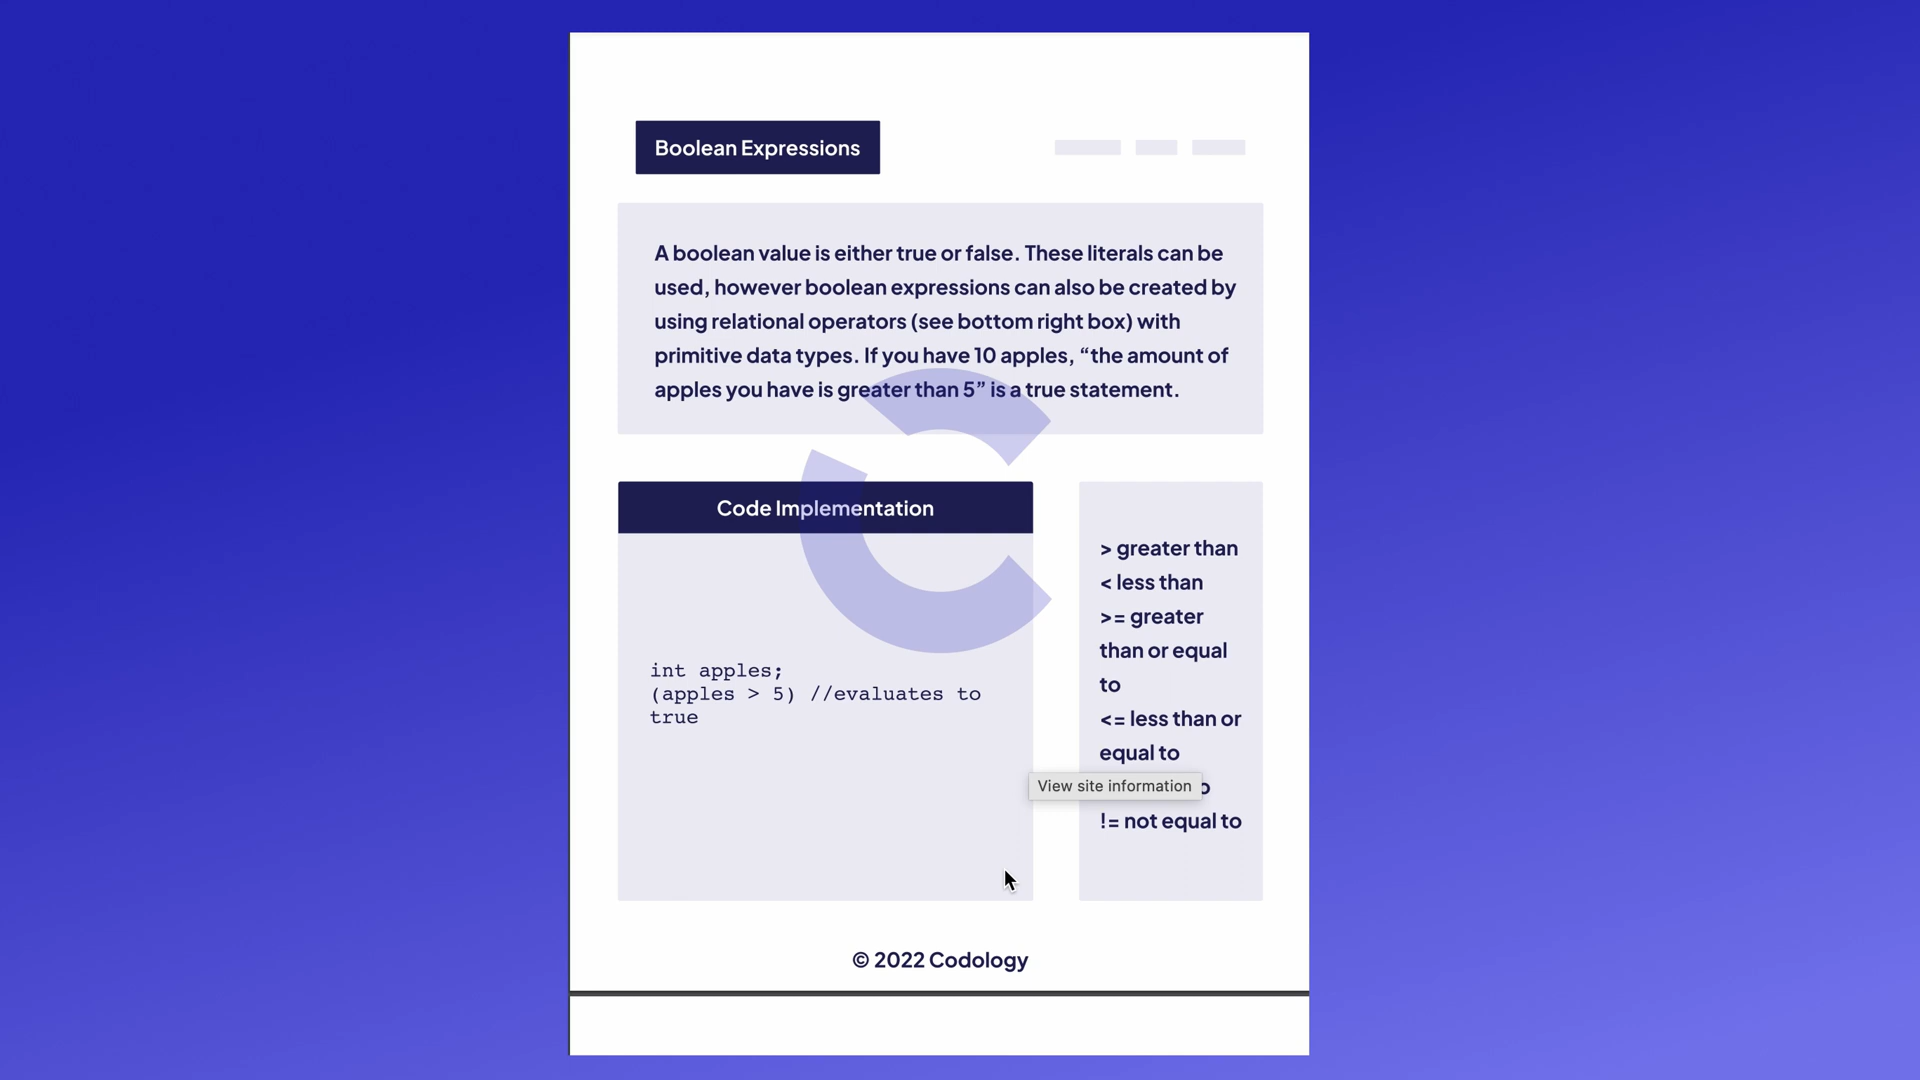 Boolean Expressions
A boolean value is either true or false. These literals can be
used, however boolean expressions can also be created by
using relational operators (see bottom right box) with
primitive data types. If you have 10 apples, “the amount of
apples you have is greater than 5” is a true statement.
Code Implementation
int apples;
(apples > 5) //evaluates to
true
> greater than
< less than
>= greater
than or equal
to
<= less than or
equal to
!= not equal to
View site information
© 2022 Codology